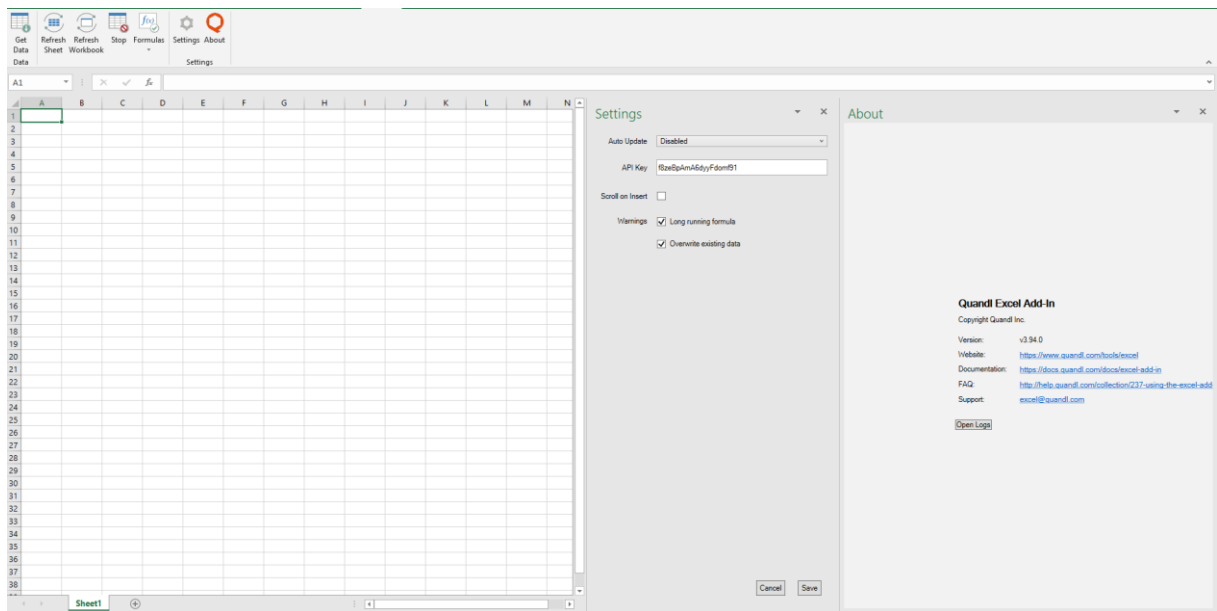 Get Data
Refresh Sheet
Refresh Workbook
Stop
Formulas
Settings
About
Data
Settings
A1
fx
A B C D E F G H I J K L M N
1
2
3
4
5
6
7
8
9
10
11
12
13
14
15
16
17
18
19
20
21
22
23
24
25
26
27
28
29
30
31
32
33
34
35
36
37
38
Sheet1
Settings
Auto Update Disabled
API Key f8zeBpAmA6dyyFdomf91
Scroll on Insert
Warnings Long running formula
Overwrite existing data
Cancel Save
About
Quandl Excel Add-In
Copyright Quandl Inc.
Version: v3.94.0
Website: https://www.quandl.com/tools/excel
Documentation: https://docs.quandl.com/docs/excel-add-in
FAQ: http://help.quandl.com/collection/237-using-the-excel-add
Support: excel@quandl.com
Open Logs